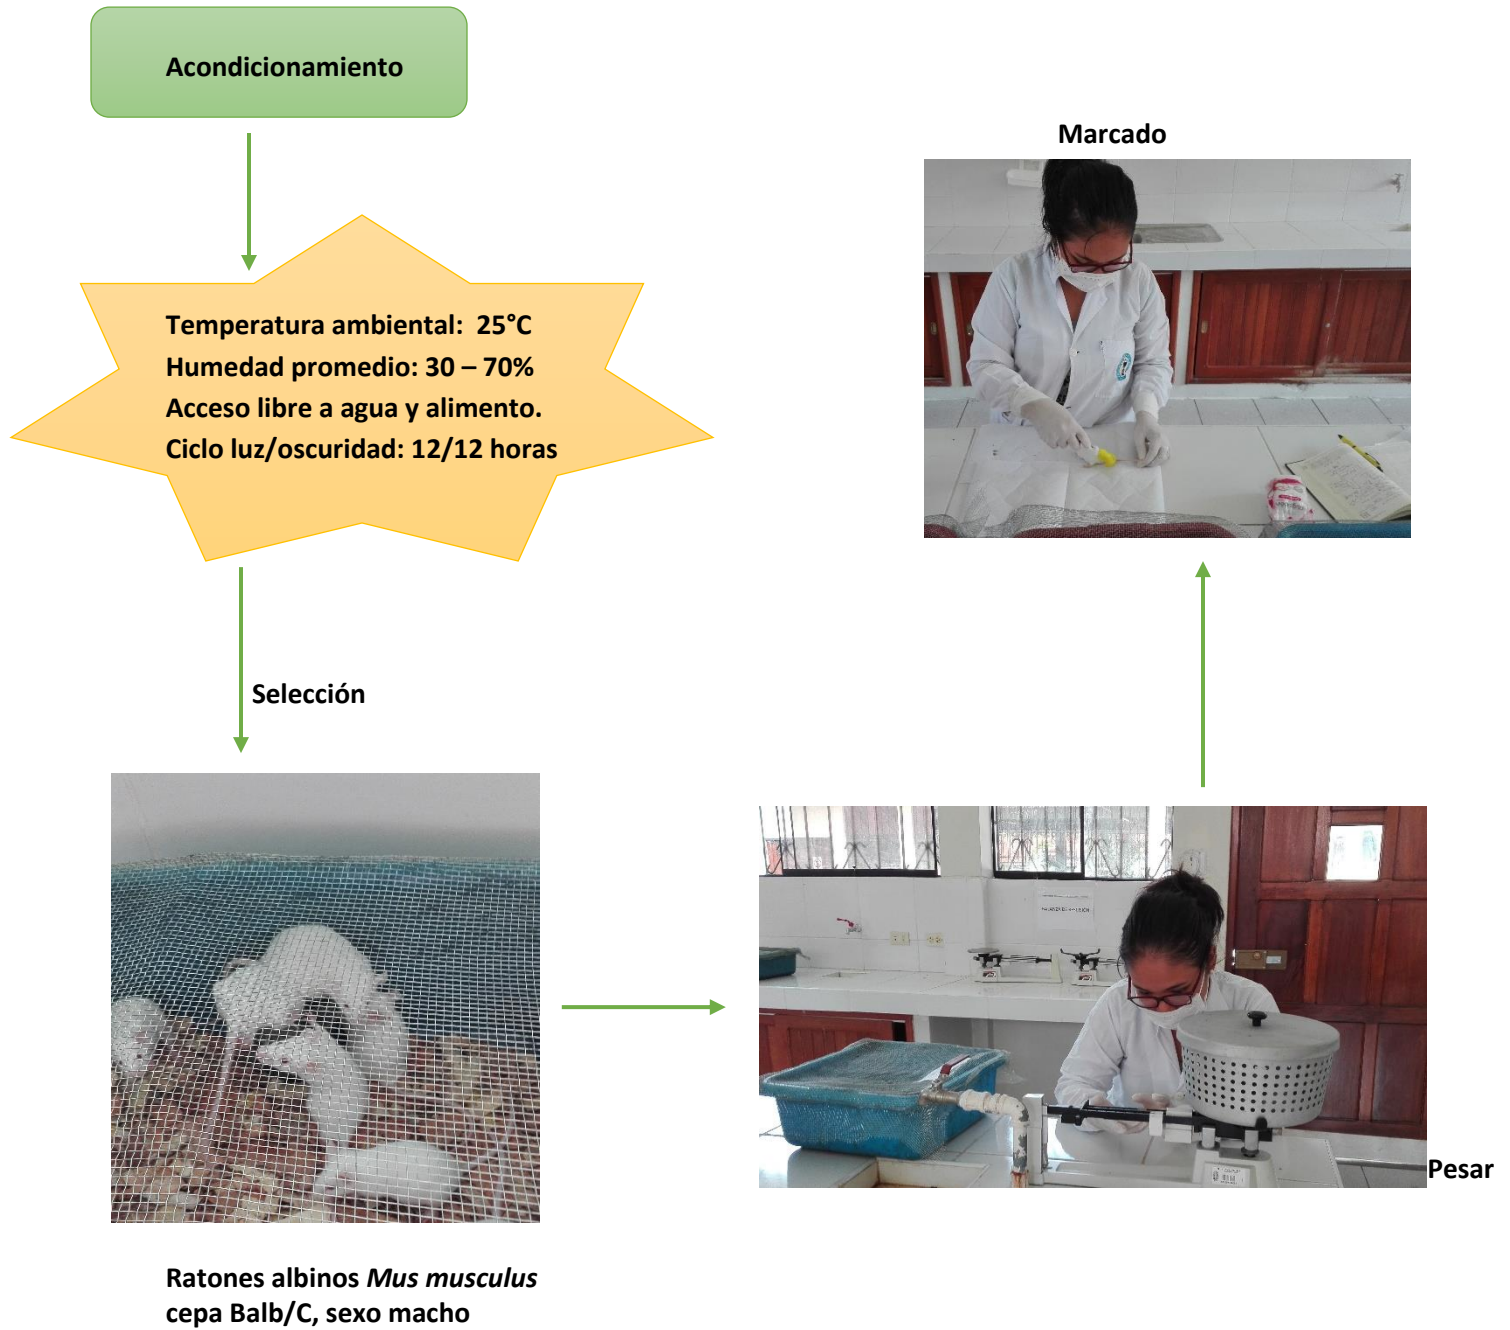 Acondicionamiento
Temperatura ambiental:  25°C
Humedad promedio: 30 – 70%
Acceso libre a agua y alimento.
Ciclo luz/oscuridad: 12/12 horas
Selección
Ratones albinos Mus musculus
cepa Balb/C, sexo macho
Pesar
Marcado